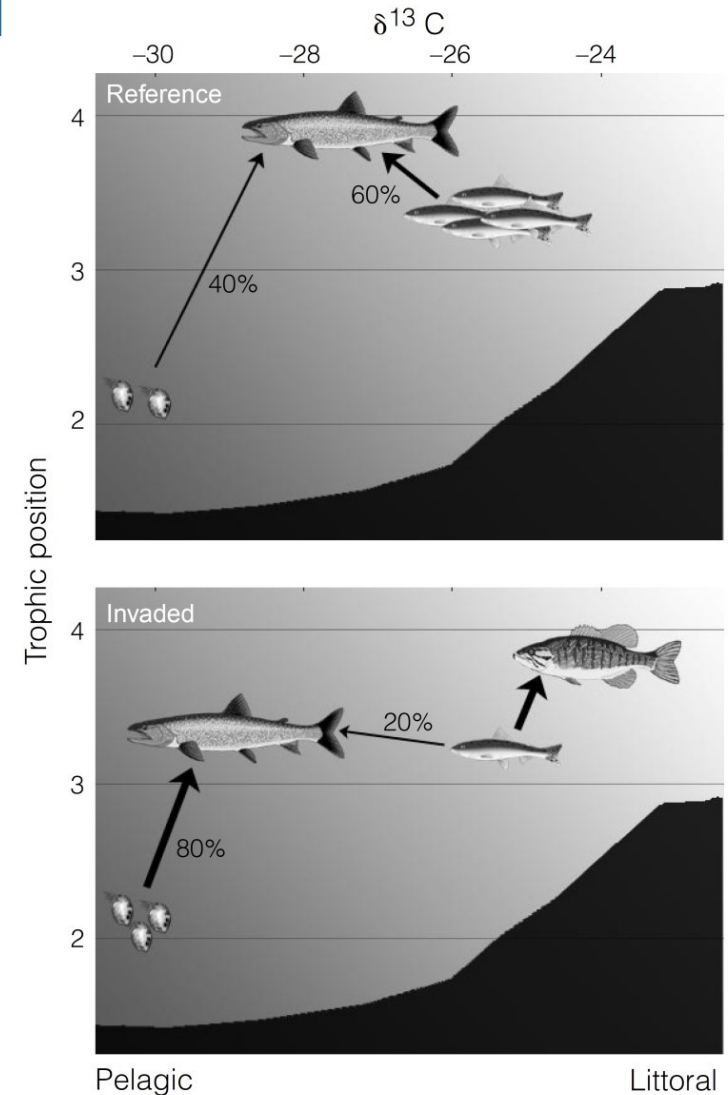 δ13 C
–30 –28 –26 –24
Reference
4
60%
3
40%
2
Trophic position
Invaded
4
20%
3
80%
2
Pelagic Littoral